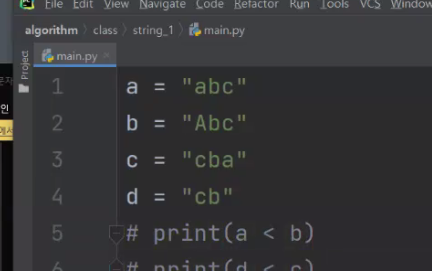 File Edit View Navigate Code Refactor Run Tools VCS Window
algorithm class string_1 main.py
main.py
Project
1 a = "abc"
2 b = "Abc"
3 c = "cba"
4 d = "cb"
5 # print(a < b)
6 # print(d < c)